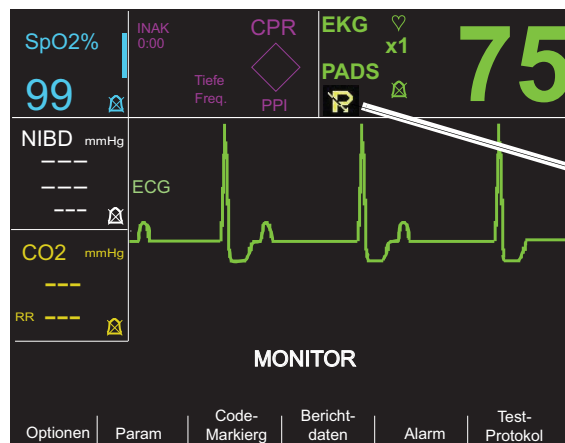 SpO2%
99
INAK
0:00
CPR
Tiefe
Freq.
PPI
EKG
x1
PADS
75
R
NIBD mmHg
---
---
---
ECG
CO2 mmHg
---
RR ---
MONITOR
Optionen
Param
Code-
Markierg
Bericht-
daten
Alarm
Test-
Protokol